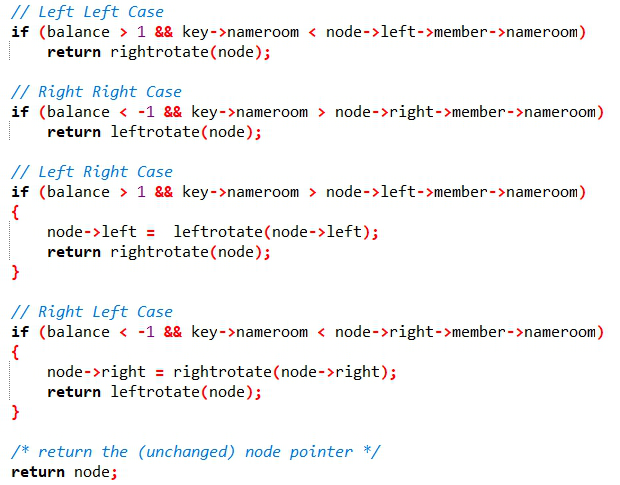 // Left Left Case
if (balance > 1 && key->nameroom < node->left->member->nameroom)
    return rightrotate(node);

// Right Right Case
if (balance < -1 && key->nameroom > node->right->member->nameroom)
    return leftrotate(node);

// Left Right Case
if (balance > 1 && key->nameroom > node->left->member->nameroom)
{
    node->left =  leftrotate(node->left);
    return rightrotate(node);
}

// Right Left Case
if (balance < -1 && key->nameroom < node->right->member->nameroom)
{
    node->right = rightrotate(node->right);
    return leftrotate(node);
}

/* return the (unchanged) node pointer */
return node;